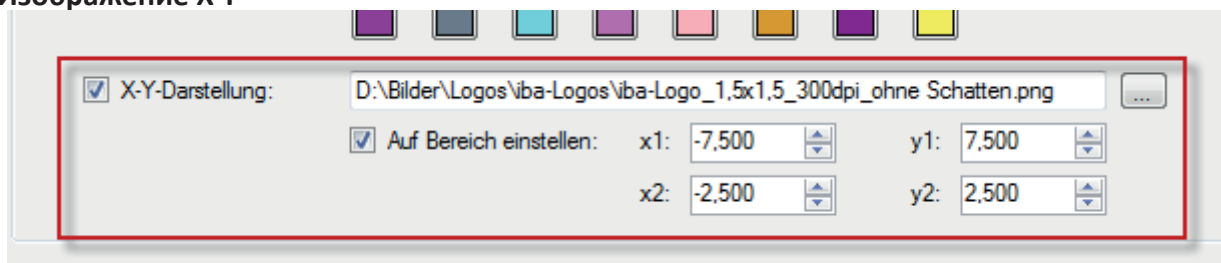 Изображение X-Y
X-Y-Darstellung: D:\Bilder\Logos\iba-Logos\iba-Logo_1,5x1,5_300dpi_ohne Schatten.png ...
Auf Bereich einstellen: x1: -7,500 y1: 7,500
x2: -2,500 y2: 2,500